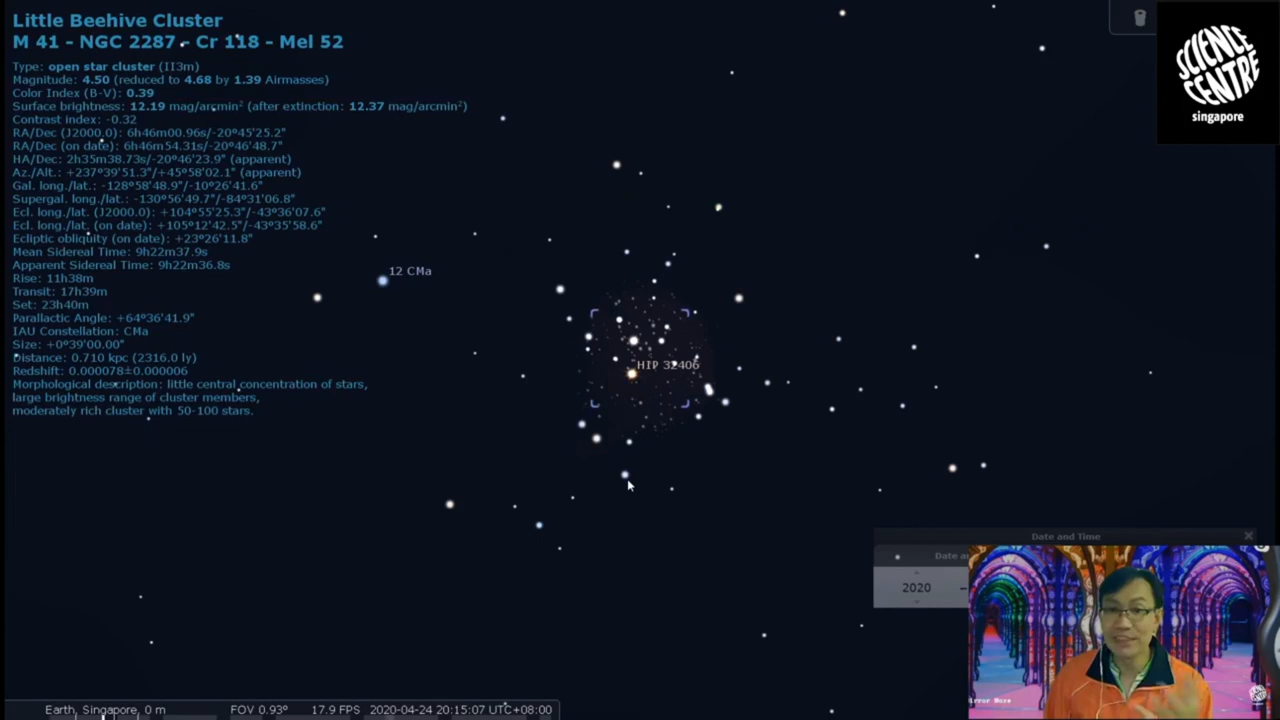 Little Beehive Cluster
M 41 - NGC 2287 - Cr 118 - Mel 52
Type: open star cluster (II3m)
Magnitude: 4.50 (reduced to 4.68 by 1.39 Airmasses)
Color Index (B-V): 0.39
Surface brightness: 12.19 mag/arcmin² (after extinction: 12.37 mag/arcmin²)
Contrast index: -0.32
RA/Dec (J2000.0): 6h46m00.96s/-20°45'25.2"
RA/Dec (on date): 6h46m54.31s/-20°46'48.7"
HA/Dec: 2h35m38.73s/-20°46'23.9" (apparent)
Az./Alt.: +237°39'51.3"/+45°58'02.1" (apparent)
Gal. long./lat.: -128°58'48.9"/-10°26'41.6"
Supergal. long./lat.: -130°56'49.7"/-84°31'06.8"
Ecl. long./lat. (J2000.0): +104°55'25.3"/-43°36'07.6"
Ecl. long./lat. (on date): +105°12'42.5"/-43°35'58.6"
Ecliptic obliquity (on date): +23°26'11.8"
Mean Sidereal Time: 9h22m37.9s
Apparent Sidereal Time: 9h22m36.8s
Rise: 11h38m
Transit: 17h39m
Set: 23h40m
Parallactic Angle: +64°36'41.9"
IAU Constellation: CMa
Size: +0°39'00.00"
Distance: 0.710 kpc (2316.0 ly)
Redshift: 0.000078±0.000006
Morphological description: little central concentration of stars,
large brightness range of cluster members,
moderately rich cluster with 50-100 stars.
SCIENCE
CENTRE
singapore
12 CMa
HIP 32406
Date and Time
Date
2020 -
Earth, Singapore, 0 m FOV 0.93° 17.9 FPS 2020-04-24 20:15:07 UTC+08:00